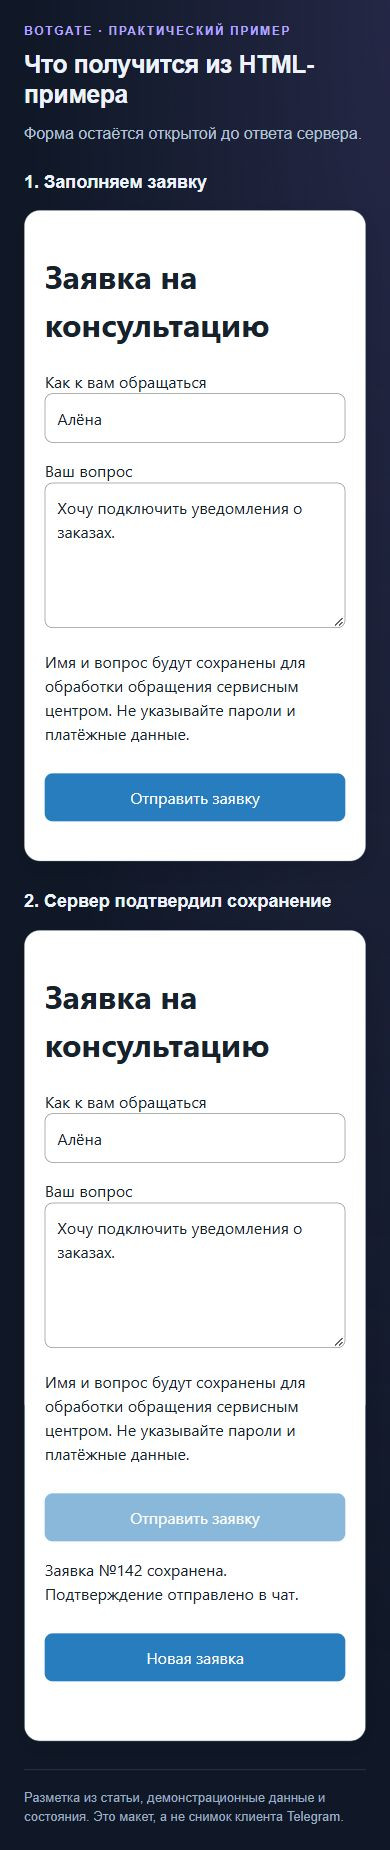 BOTGATE · ПРАКТИЧЕСКИЙ ПРИМЕР
Что получится из HTML-
примера
Форма остаётся открытой до ответа сервера.
1. Заполняем заявку
Заявка на
консультацию
Как к вам обращаться
Алёна
Ваш вопрос
Хочу подключить уведомления о
заказах.
Имя и вопрос будут сохранены для
обработки обращения сервисным
центром. Не указывайте пароли и
платёжные данные.
Отправить заявку
2. Сервер подтвердил сохранение
Заявка на
консультацию
Как к вам обращаться
Алёна
Ваш вопрос
Хочу подключить уведомления о
заказах.
Имя и вопрос будут сохранены для
обработки обращения сервисным
центром. Не указывайте пароли и
платёжные данные.
Отправить заявку
Заявка №142 сохранена.
Подтверждение отправлено в чат.
Новая заявка
Разметка из статьи, демонстрационные данные и
состояния. Это макет, а не снимок клиента Telegram.